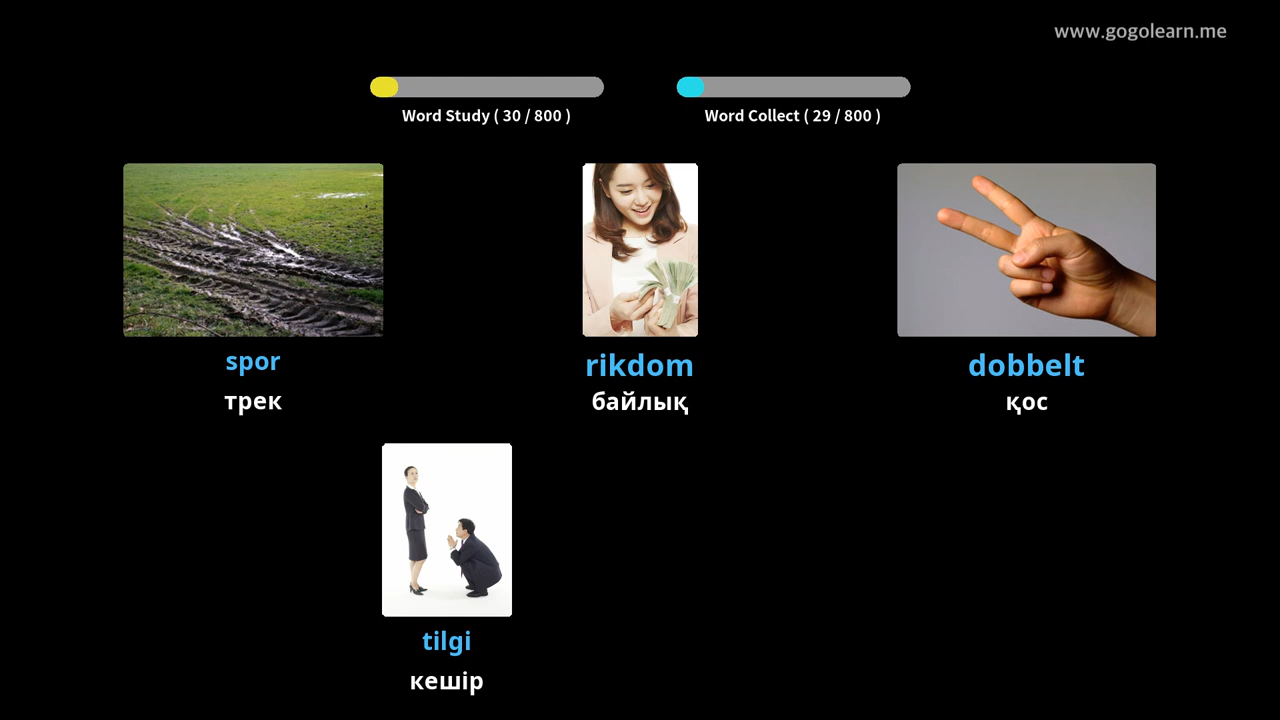 www.gogolearn.me
Word Study ( 30 / 800 )
Word Collect ( 29 / 800 )
spor
трек
rikdom
байлық
dobbelt
қос
tilgi
кешір